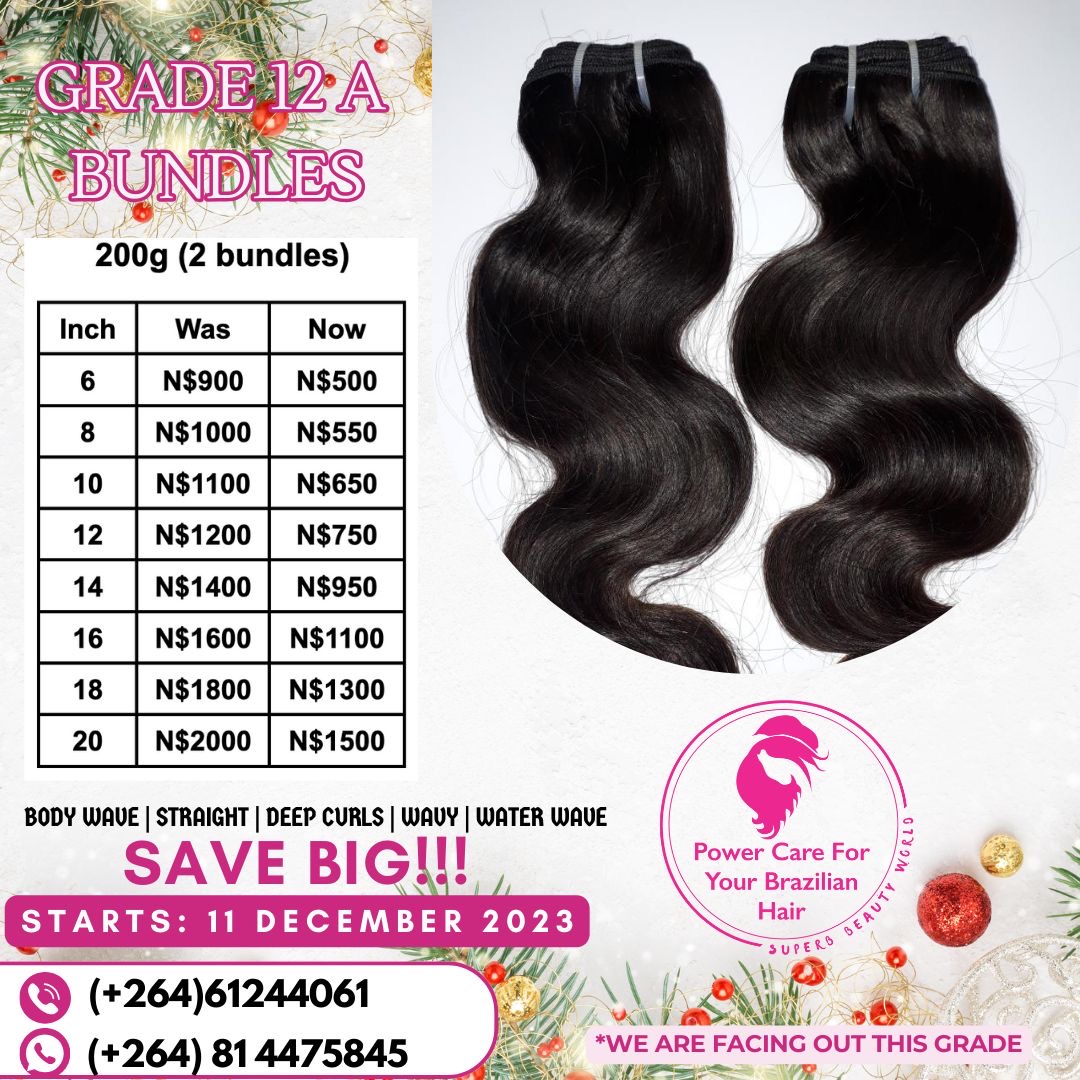 GRADE 12 A
BUNDLES
200g (2 bundles)
Inch Was Now
6 N$900 N$500
8 N$1000 N$550
10 N$1100 N$650
12 N$1200 N$750
14 N$1400 N$950
16 N$1600 N$1100
18 N$1800 N$1300
20 N$2000 N$1500
BODY WAVE | STRAIGHT | DEEP CURLS | WAVY | WATER WAVE
SAVE BIG!!!
STARTS: 11 DECEMBER 2023
(+264)61244061
(+264) 81 4475845
Power Care For
Your Brazilian
Hair
SUPERB BEAUTY WORLD
*WE ARE FACING OUT THIS GRADE